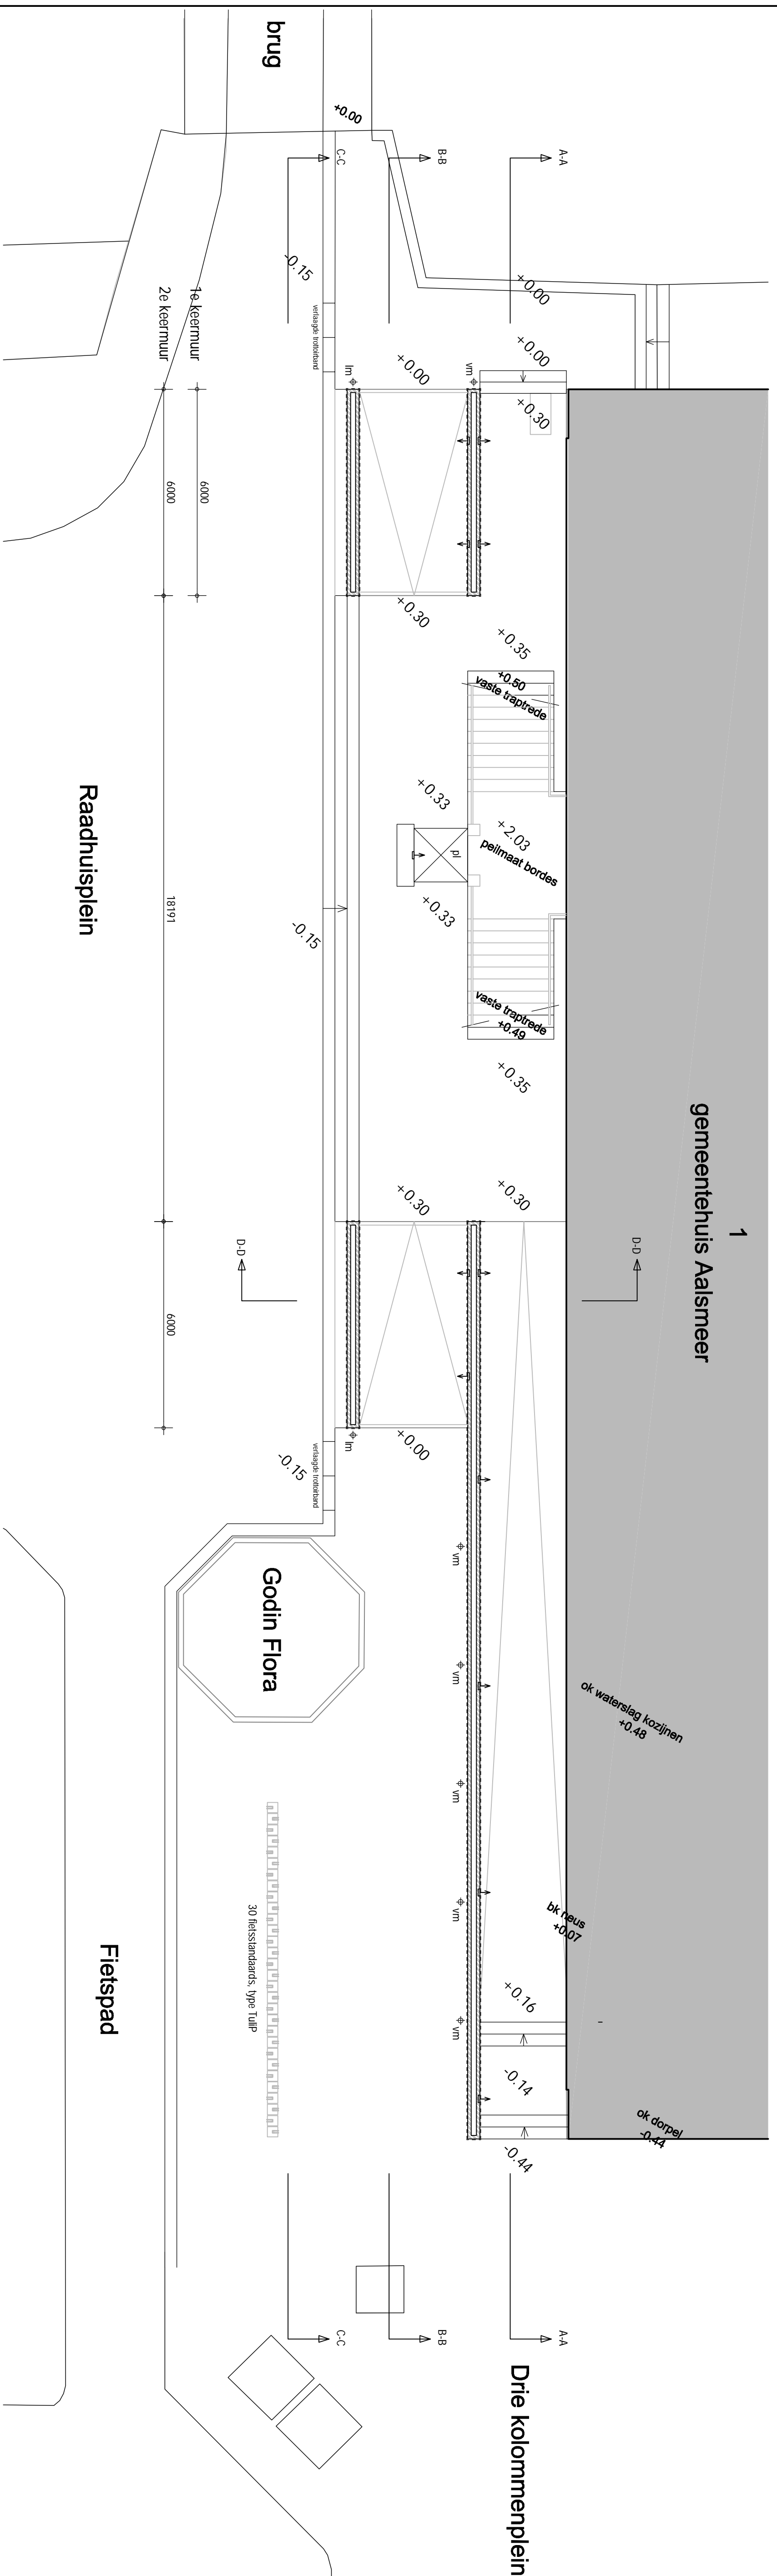 brug
+0.00
C-C
B-B
A-A
-0.15
+0.00
1e keermuur
2e keermuur
verlaagde trottoirband
lm
+0.00
vm
+0.00
+0.30
6000
6000
+0.30
+0.35
+0.50
vaste traptrede
Raadhuisplein
18191
-0.15
+0.33
pl
+2.03
peilmaat bordes
+0.33
vaste traptrede
+0.49
+0.35
1
gemeentehuis Aalsmeer
+0.30
+0.30
D-D
D-D
6000
+0.00
lm
verlaagde trottoirband
-0.15
Godin Flora
vm
vm
vm
vm
vm
ok waterslag kozijnen
+0.48
30 fietsstandaards, type TuliP
bk neus
+0.07
Fietspad
+0.16
-0.14
-0.44
ok dorpel
-0.44
C-C
B-B
A-A
Drie kolommenplein